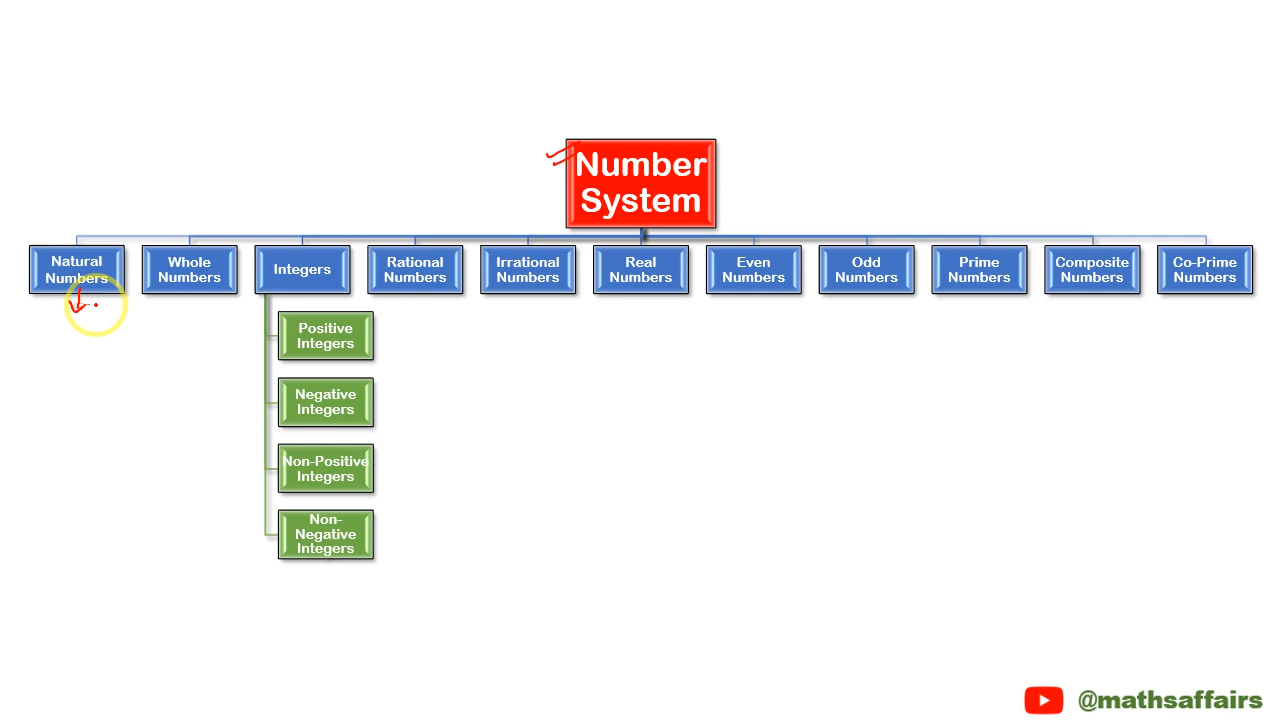 Number
System
Natural
Numbers
Whole
Numbers
Integers
Rational
Numbers
Irrational
Numbers
Real
Numbers
Even
Numbers
Odd
Numbers
Prime
Numbers
Composite
Numbers
Co-Prime
Numbers
Positive
Integers
Negative
Integers
Non-Positive
Integers
Non-
Negative
Integers
@mathsaffairs